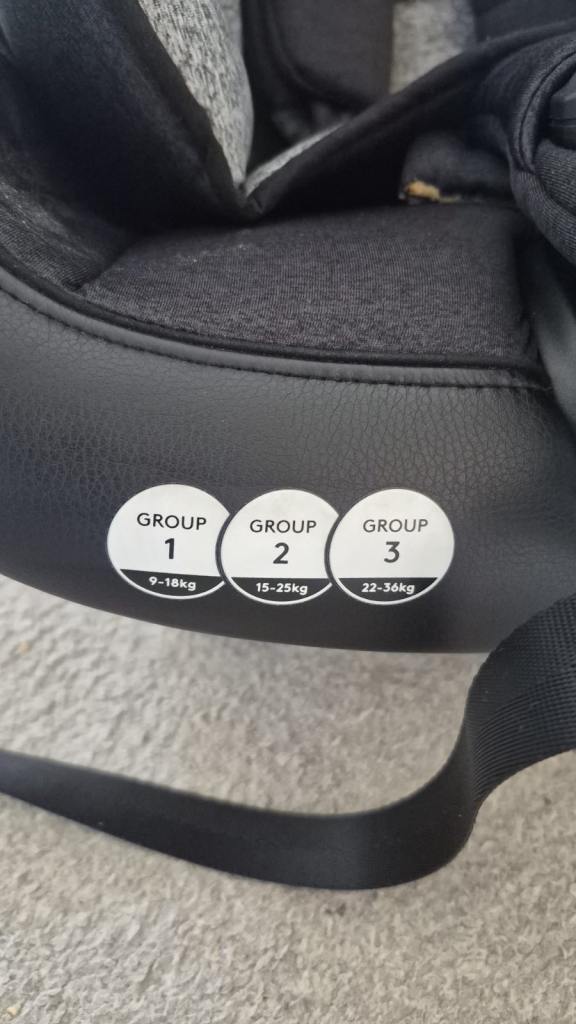 GROUP
1
9-18kg
GROUP
2
15-25kg
GROUP
3
22-36kg